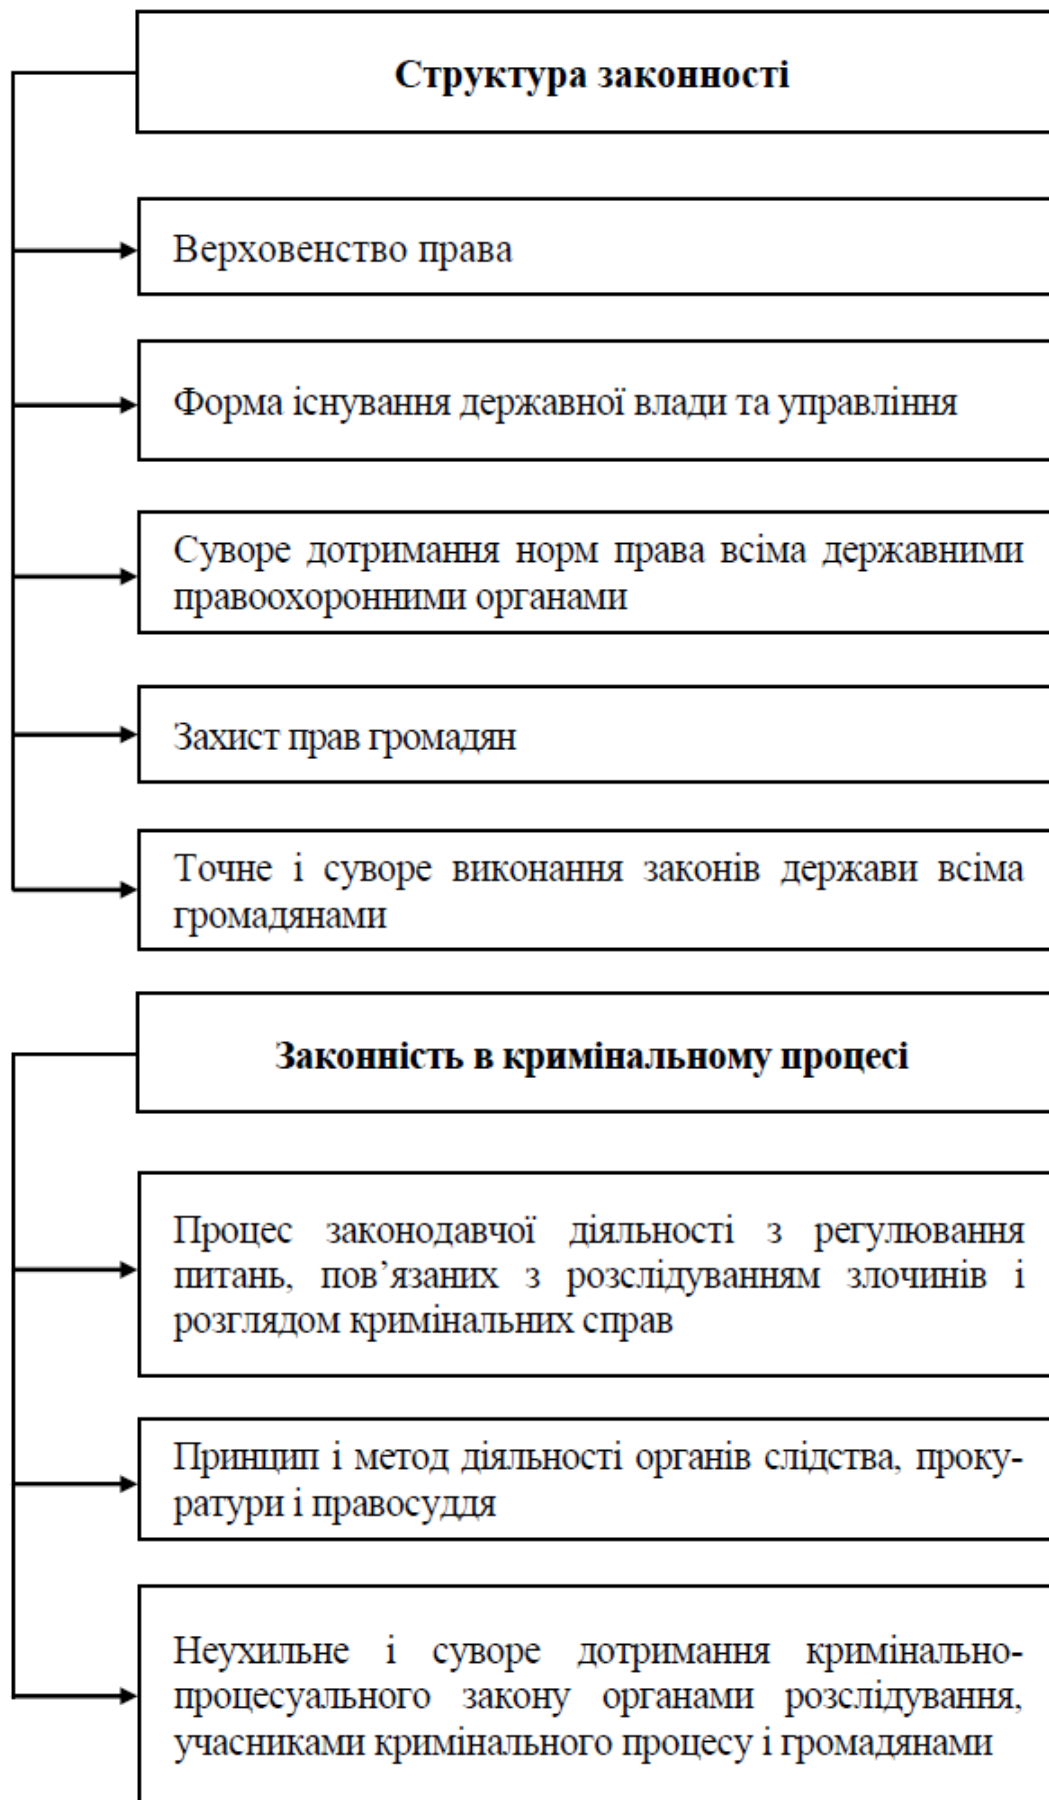 Структура законності
Верховенство права
Форма існування державної влади та управління
Суворе дотримання норм права всіма державними
правоохоронними органами
Захист прав громадян
Точне і суворе виконання законів держави всіма
громадянами
Законність в кримінальному процесі
Процес законодавчої діяльності з регулювання
питань, пов’язаних з розслідуванням злочинів і
розглядом кримінальних справ
Принцип і метод діяльності органів слідства, проку-
ратури і правосуддя
Неухильне і суворе дотримання кримінально-
процесуального закону органами розслідування,
учасниками кримінального процесу і громадянами